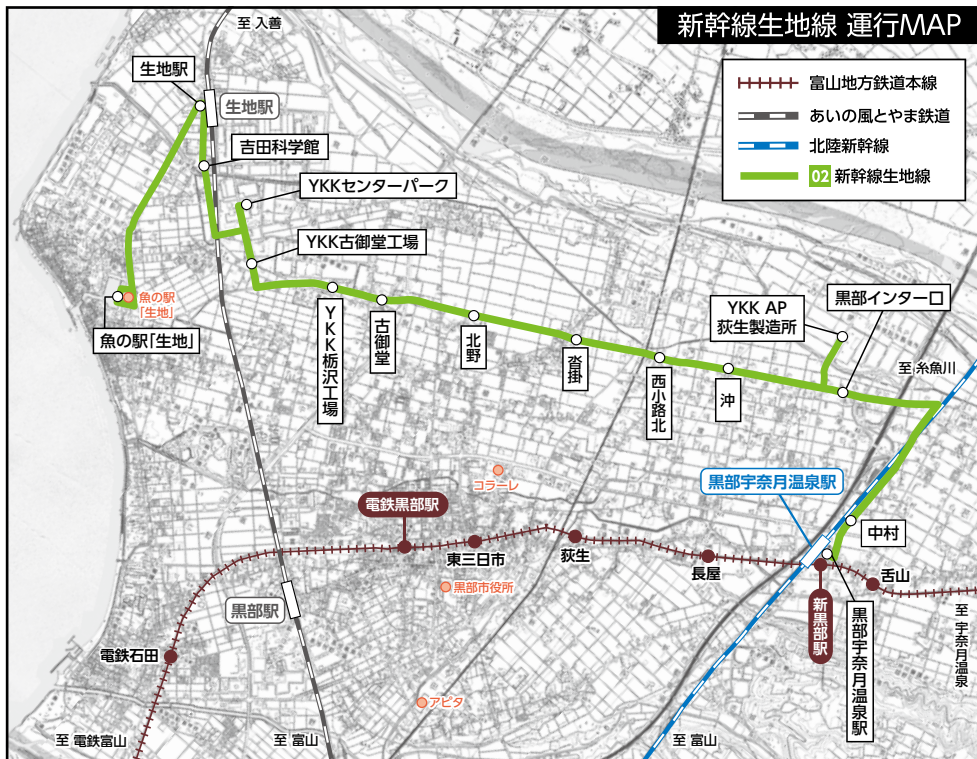 新幹線生地線 運行MAP
至 入善
富山地方鉄道本線
あいの風とやま鉄道
北陸新幹線
02 新幹線生地線
生地駅
生地駅
吉田科学館
YKKセンターパーク
YKK古御堂工場
魚の駅
「生地」
魚の駅「生地」
YKK栃沢工場
古御堂
北野
沓掛
西小路北
沖
YKK AP
荻生製造所
黒部インター口
至 糸魚川
コラーレ
黒部宇奈月温泉駅
電鉄黒部駅
東三日市
荻生
長屋
中村
舌山
黒部市役所
黒部駅
新黒部駅
黒部宇奈月温泉駅
至 宇奈月温泉
電鉄石田
アピタ
至 電鉄富山
至 富山
至 富山